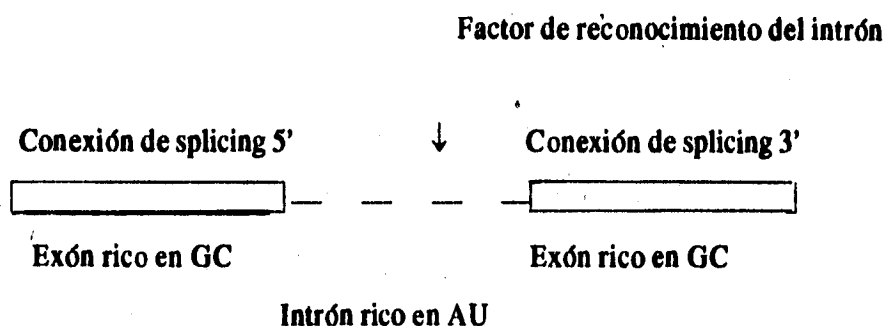 Factor de reconocimiento del intrón
Conexión de splicing 5' ↓ Conexión de splicing 3'
Exón rico en GC Exón rico en GC
Intrón rico en AU